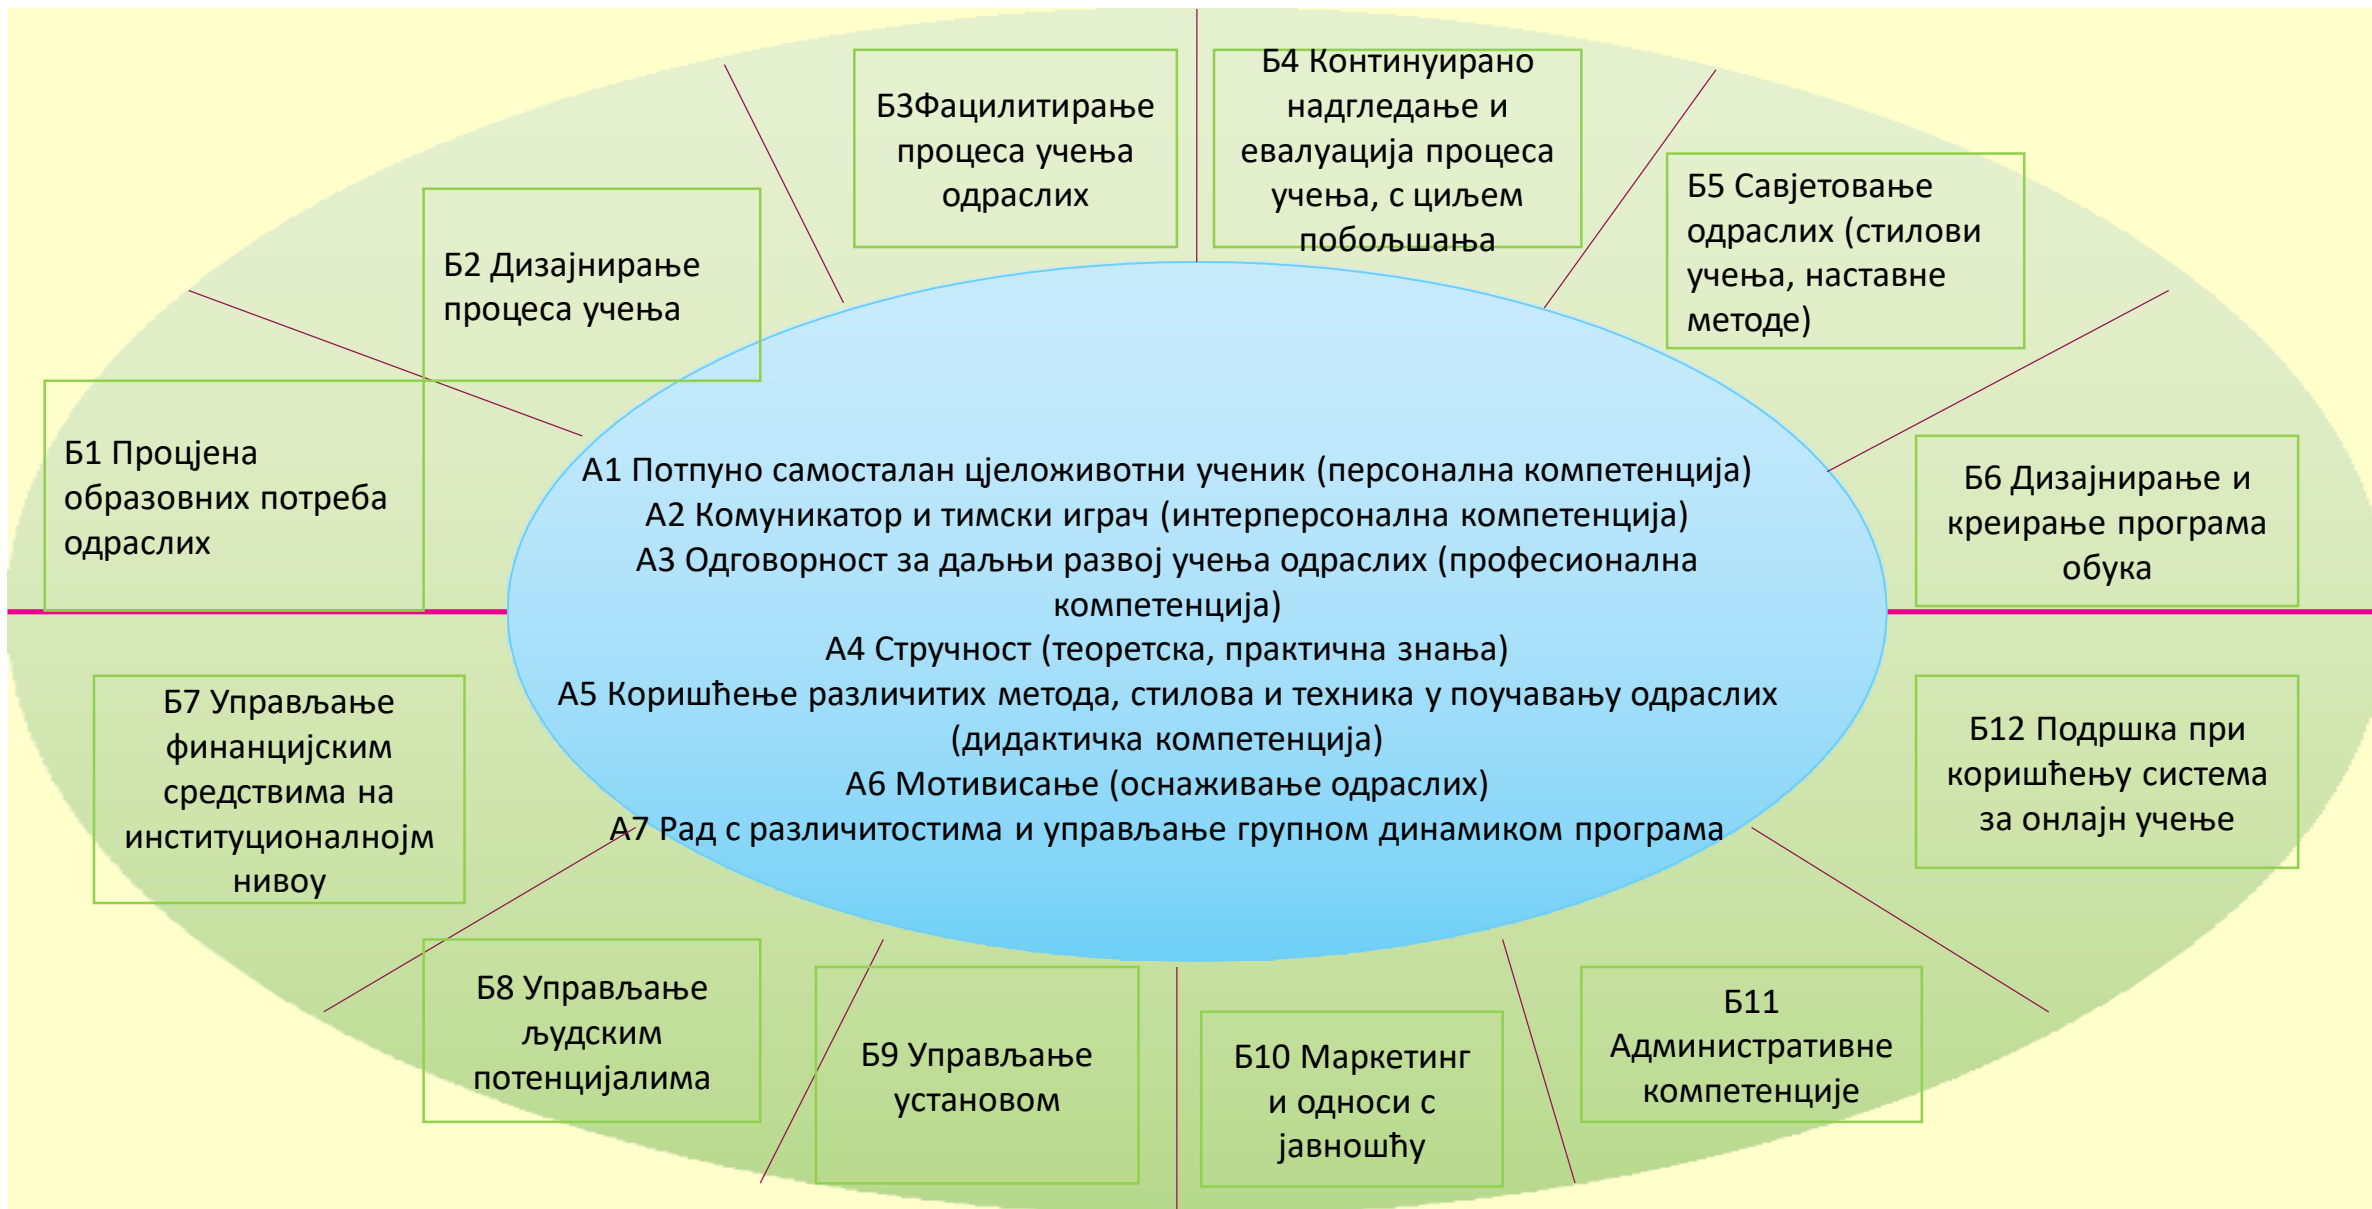 Б1 Процјена
образовних потреба
одраслих
Б2 Дизајнирање
процеса учења
Б3Фацилитирање
процеса учења
одраслих
Б4 Континуирано
надгледање и
евалуација процеса
учења, с циљем
побољшања
Б5 Савјетовање
одраслих (стилови
учења, наставне
методе)
Б6 Дизајнирање и
креирање програма
обука
А1 Потпуно самосталан цјеложивотни ученик (персонална компетенција)
А2 Комуникатор и тимски играч (интерперсонална компетенција)
А3 Одговорност за даљњи развој учења одраслих (професионална
компетенција)
А4 Стручност (теоретска, практична знања)
А5 Коришћење различитих метода, стилова и техника у поучавању одраслих
(дидактичка компетенција)
А6 Мотивисање (оснаживање одраслих)
А7 Рад с различитостима и управљање групном динамиком програма
Б7 Управљање
финанцијским
средствима на
институционалнојм
нивоу
Б8 Управљање
људским
потенцијалима
Б9 Управљање
установом
Б10 Маркетинг
и односи с
јавношћу
Б11
Административне
компетенције
Б12 Подршка при
коришћењу система
за онлајн учење